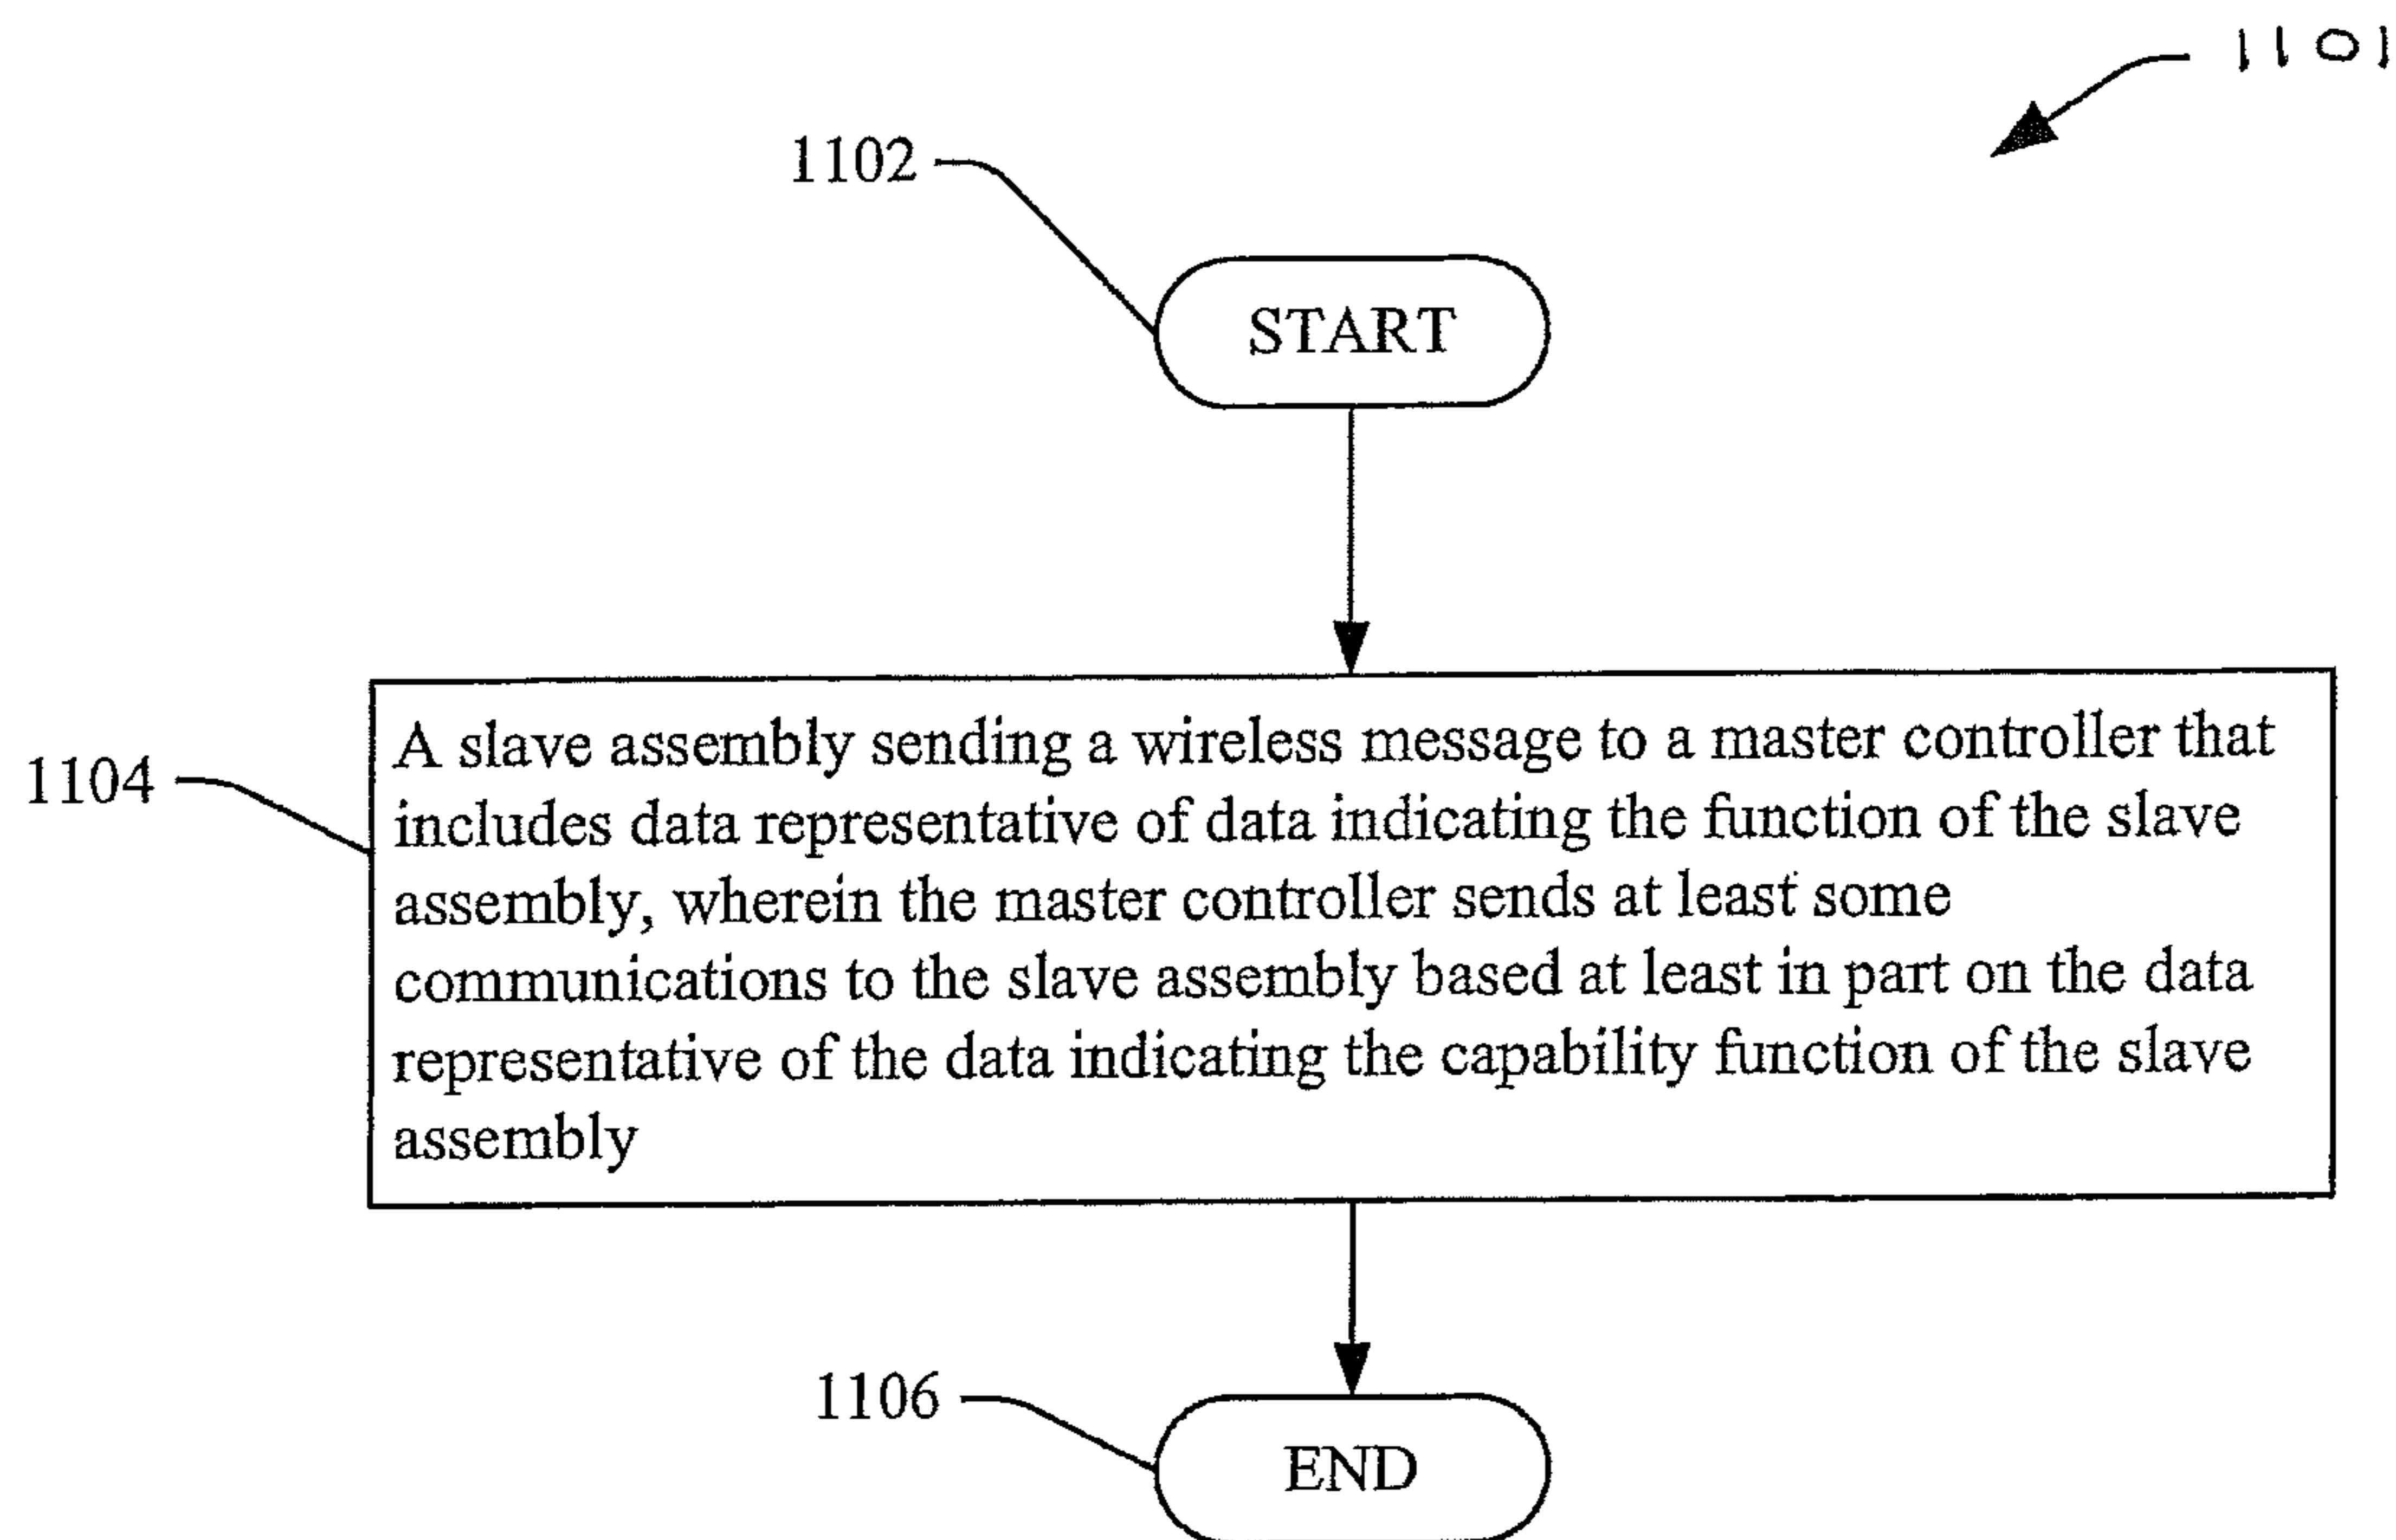 1101
1102
START
1104
A slave assembly sending a wireless message to a master controller that
includes data representative of data indicating the function of the slave
assembly, wherein the master controller sends at least some
communications to the slave assembly based at least in part on the data
representative of the data indicating the capability function of the slave
assembly
1106
END